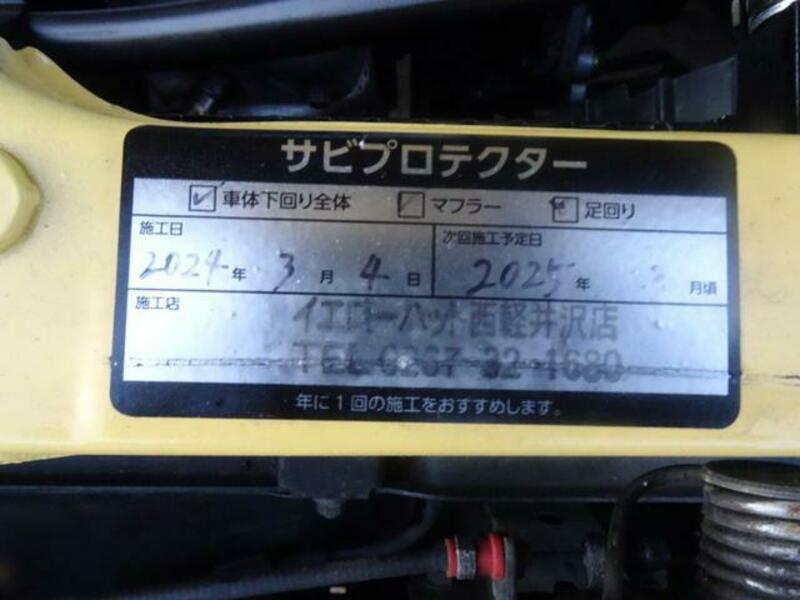 サビプロテクター
車体下回り全体 マフラー 足回り
施工日 次回施工予定日
2024年 3月 4日 2025年 3月頃
施工店 イエローハット西軽井沢店
TEL 0267-32-1680
年に1回の施工をおすすめします。